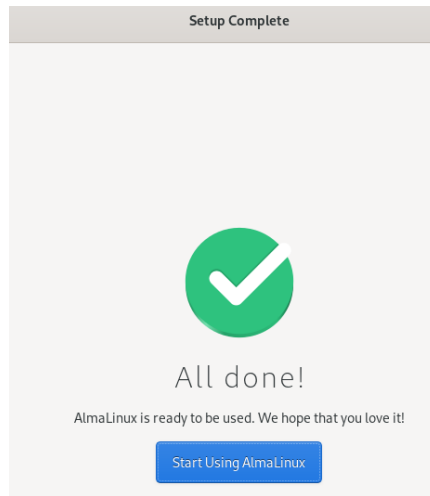 Setup Complete
All done!
AlmaLinux is ready to be used. We hope that you love it!
Start Using AlmaLinux